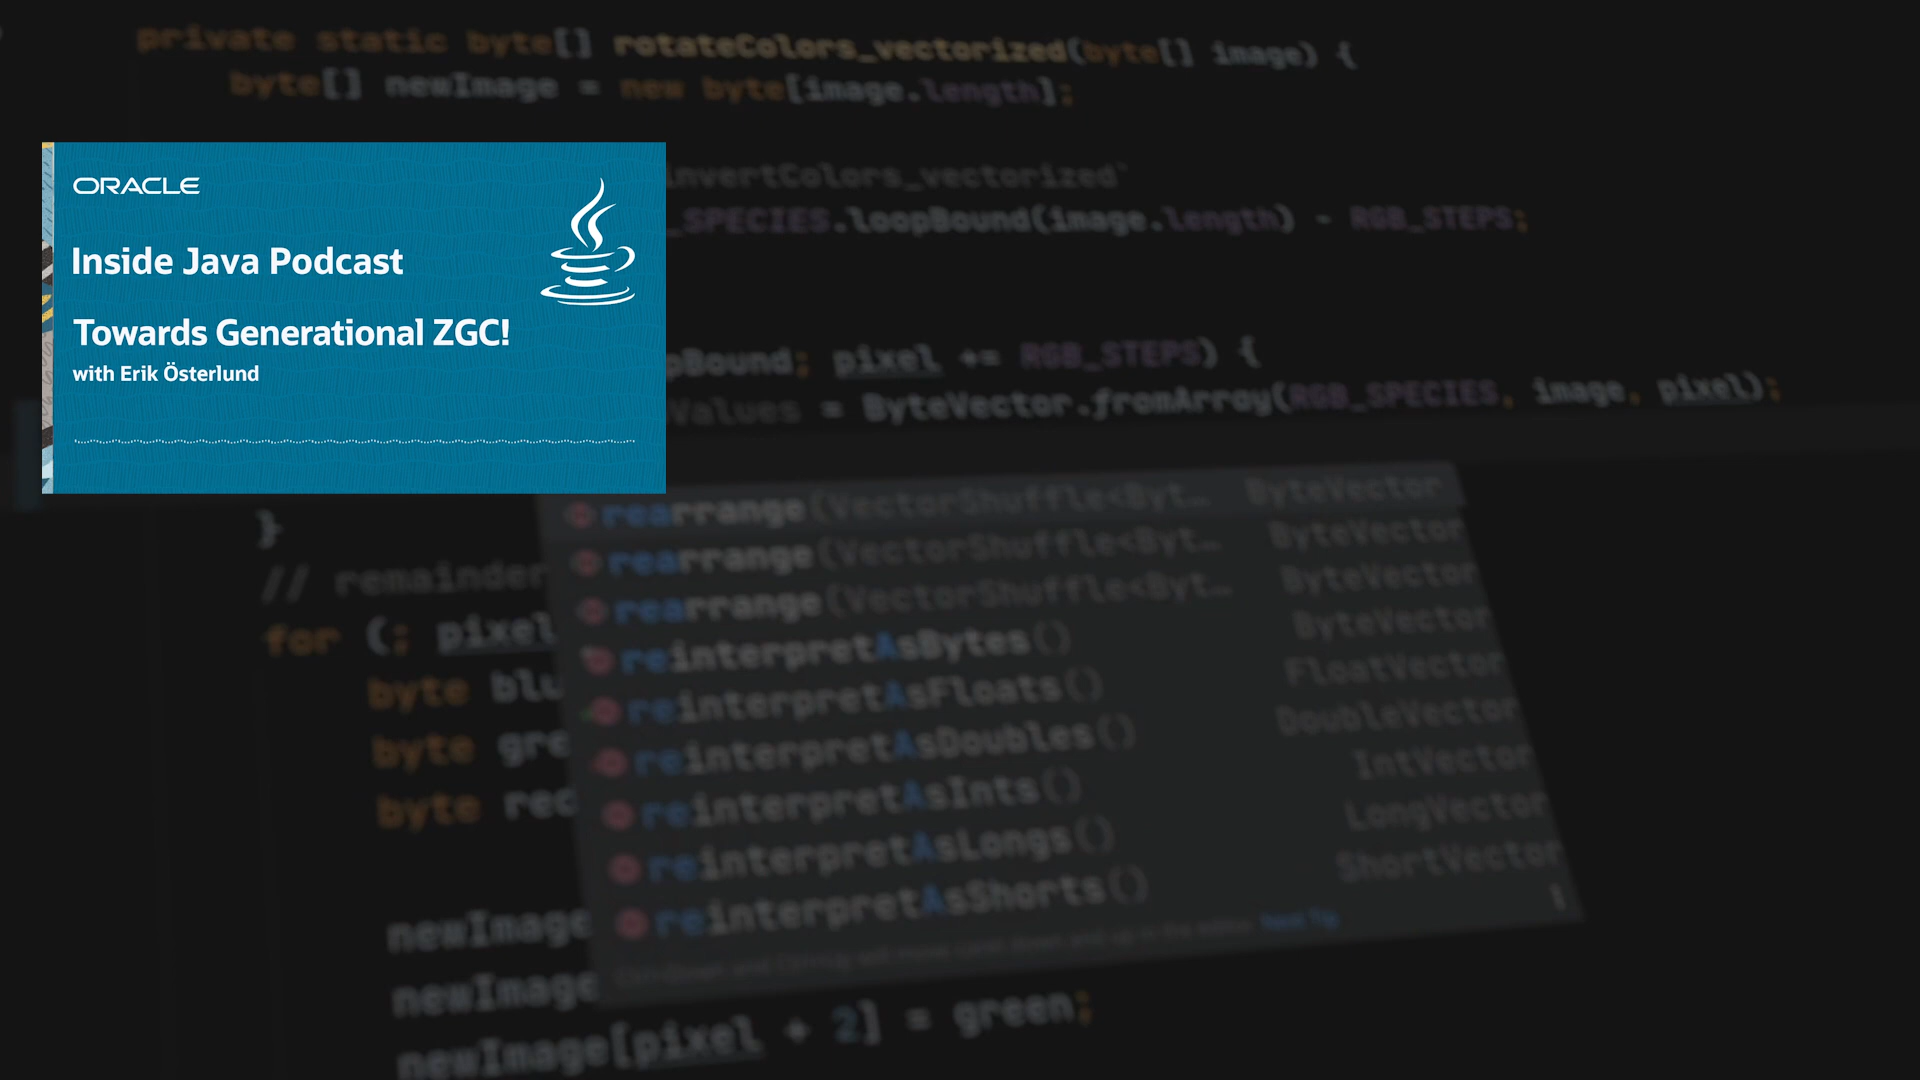 private static byte[] rotateColors_vectorized(byte[] image) {
byte[] newImage = new byte[image.length];
ORACLE
Inside Java Podcast
Towards Generational ZGC!
with Erik Österlund
invertColors_vectorized`
_SPECIES.loopBound(image.length) - RGB_STEPS;
pBound; pixel += RGB_STEPS) {
Values = ByteVector.fromArray(RGB_SPECIES, image, pixel);
rearrange(VectorShuffle<Byt… ByteVector
}
rearrange(VectorShuffle<Byt… ByteVector
// remainder
rearrange(VectorShuffle<Byt… ByteVector
for (; pixel
reinterpretAsBytes() ByteVector
byte blu
reinterpretAsFloats() FloatVector
byte gre
reinterpretAsDoubles() DoubleVector
byte red
reinterpretAsInts() IntVector
reinterpretAsLongs() LongVector
reinterpretAsShorts() ShortVector
newImage
newImage
newImage[pixel + 2] = green;